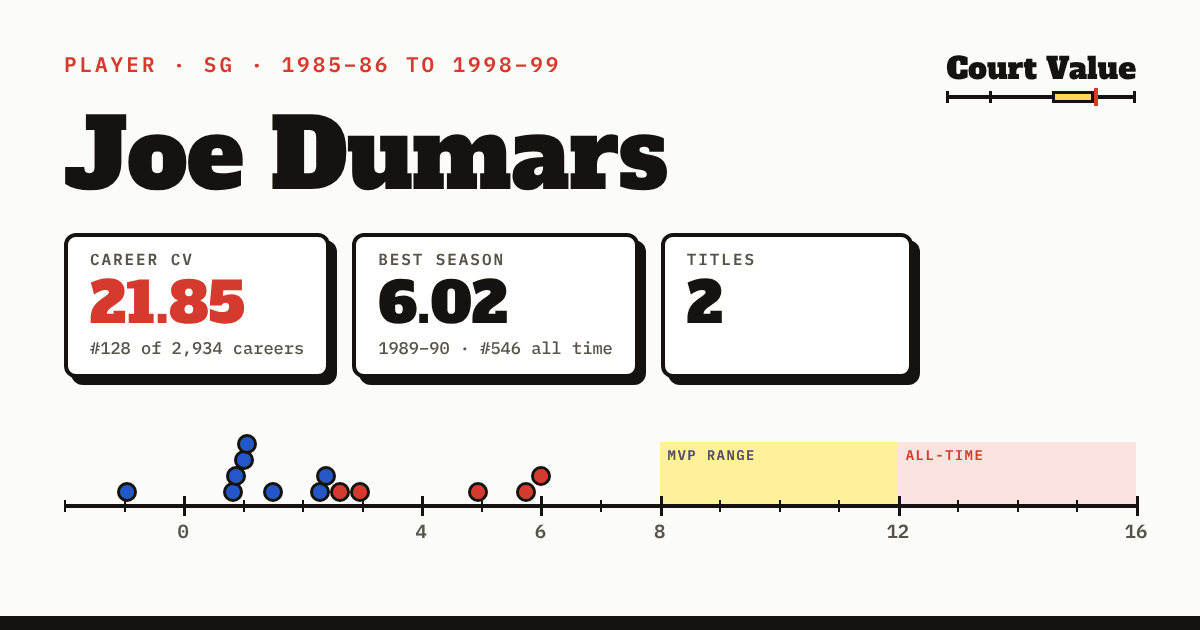 PLAYER · SG · 1985–86 TO 1998–99
Court Value
Joe Dumars
CAREER CV
21.85
#128 of 2,934 careers
BEST SEASON
6.02
1989–90 · #546 all time
TITLES
2
MVP RANGE
ALL-TIME
0 4 6 8 12 16